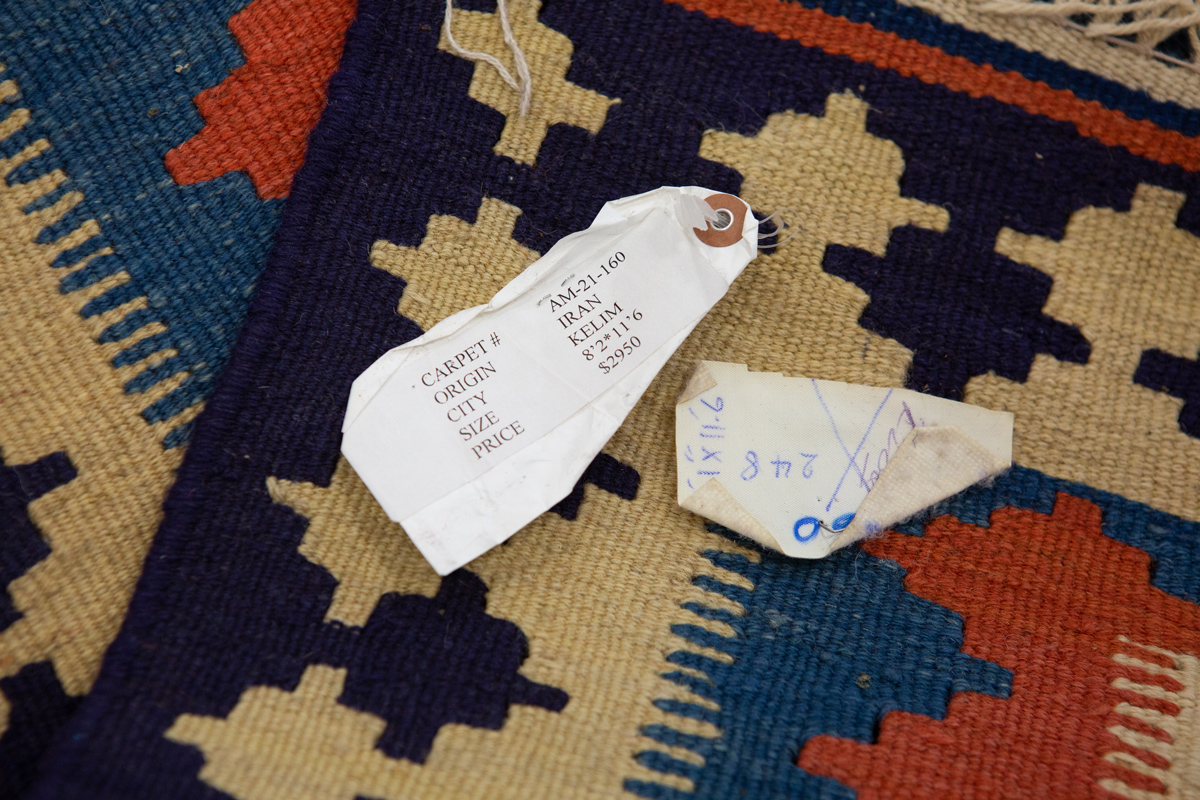 CARPET # AM-21-160
ORIGIN IRAN
CITY KELIM
SIZE 8'2*11'6
PRICE $2950
248